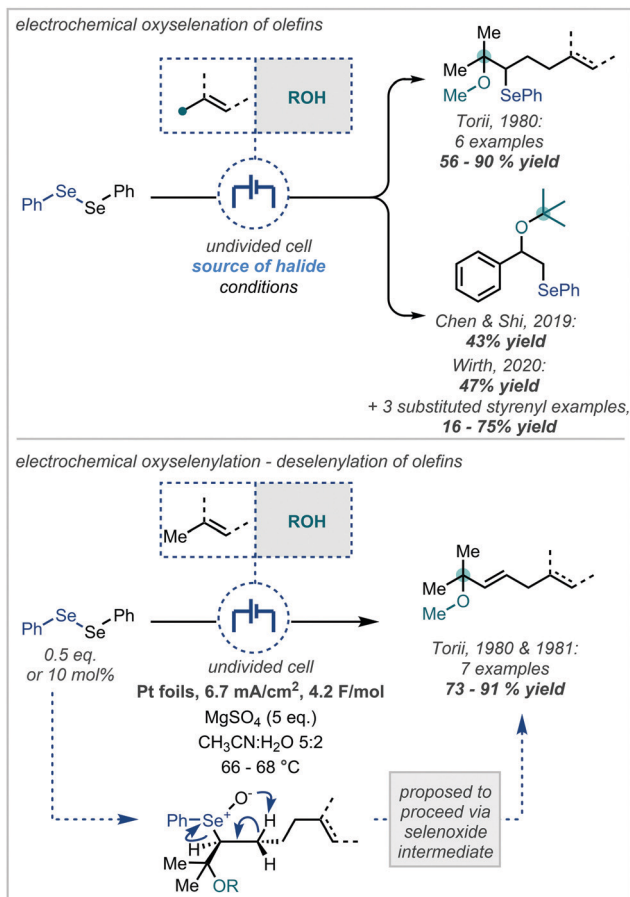 electrochemical oxyselenation of olefins
ROH
Ph
Se
Se
Ph
undivided cell
source of halide
conditions
Me
Me
O
Me
SePh
Torii, 1980:
6 examples
56 - 90 % yield
O
SePh
Chen & Shi, 2019:
43% yield
Wirth, 2020:
47% yield
+ 3 substituted styrenyl examples,
16 - 75% yield
electrochemical oxyselenylation - deselenylation of olefins
Me
ROH
Ph
Se
Se
Ph
0.5 eq.
or 10 mol%
undivided cell
Pt foils, 6.7 mA/cm², 4.2 F/mol
MgSO₄ (5 eq.)
CH₃CN:H₂O 5:2
66 - 68 °C
Me
Me
O
Me
Torii, 1980 & 1981:
7 examples
73 - 91 % yield
O⁻
PhSe⁺
H
H
H
Me
Me
OR
proposed to
proceed via
selenoxide
intermediate